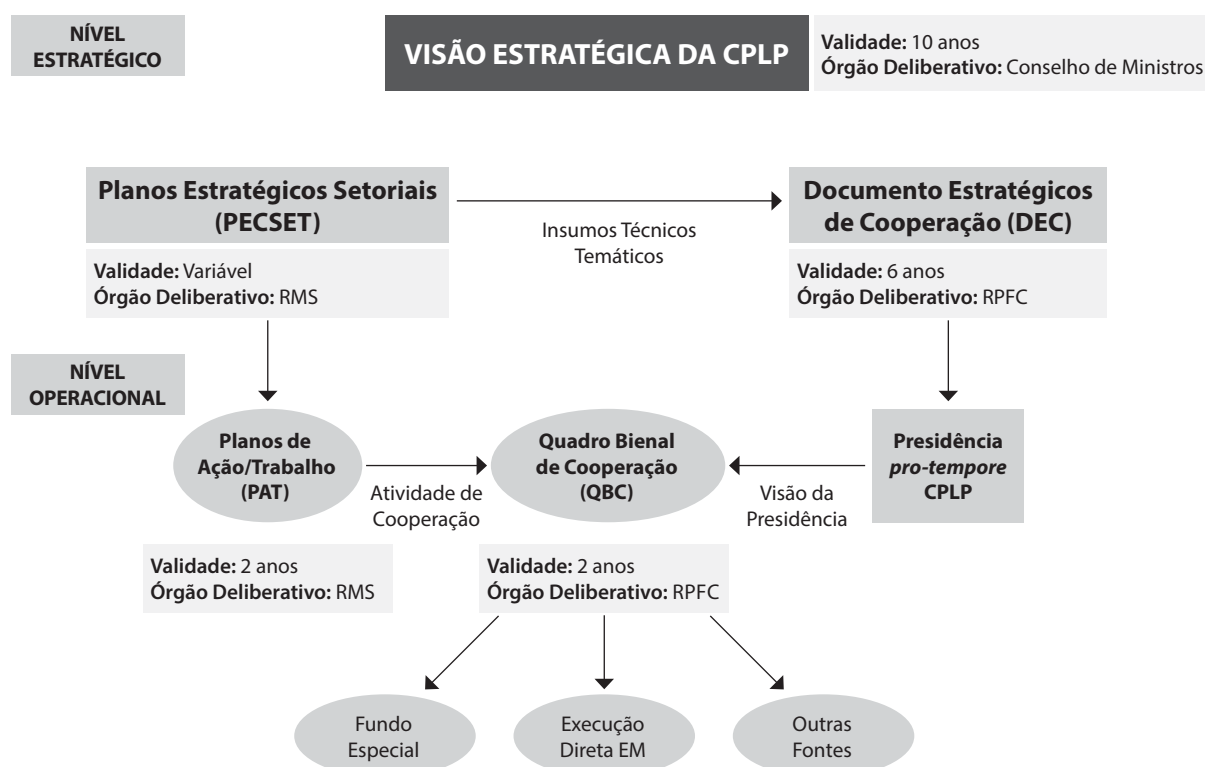 NÍVEL
ESTRATÉGICO
VISÃO ESTRATÉGICA DA CPLP
Validade: 10 anos
Órgão Deliberativo: Conselho de Ministros
Planos Estratégicos Setoriais
(PECSET)
Insumos Técnicos
Temáticos
Documento Estratégicos
de Cooperação (DEC)
Validade: Variável
Órgão Deliberativo: RMS
Validade: 6 anos
Órgão Deliberativo: RPFC
NÍVEL
OPERACIONAL
Planos de
Ação/Trabalho
(PAT)
Atividade de
Cooperação
Quadro Bienal
de Cooperação
(QBC)
Visão da
Presidência
Presidência
pro-tempore
CPLP
Validade: 2 anos
Órgão Deliberativo: RMS
Validade: 2 anos
Órgão Deliberativo: RPFC
Fundo
Especial
Execução
Direta EM
Outras
Fontes